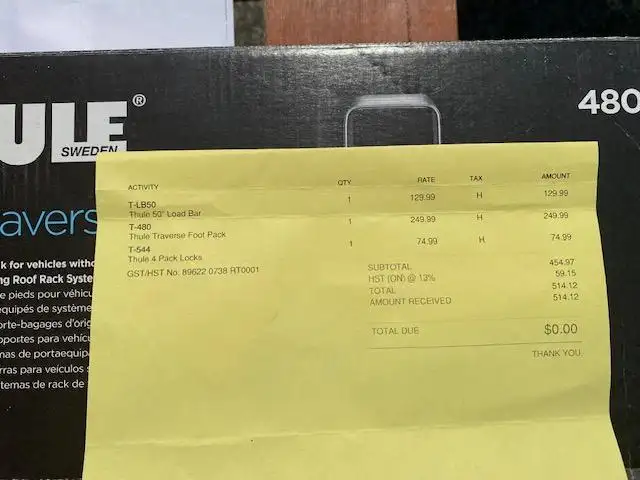 ULE®
SWEDEN
480
avers
k for vehicles witho
ng Roof Rack Syste
e pieds pour véhicu
équipés de système
orte-bagages d'orig
pportes para vehícu
mas de portaequipa
rras para veículos s
temas de rack de
ACTIVITY QTY RATE TAX AMOUNT
T-LB50 1 129.99 H 129.99
Thule 50" Load Bar
T-480 1 249.99 H 249.99
Thule Traverse Foot Pack
T-544 1 74.99 H 74.99
Thule 4 Pack Locks
GST/HST No: 89622 0738 RT0001
SUBTOTAL 454.97
HST (ON) @ 13% 59.15
TOTAL 514.12
AMOUNT RECEIVED 514.12
TOTAL DUE $0.00
THANK YOU.